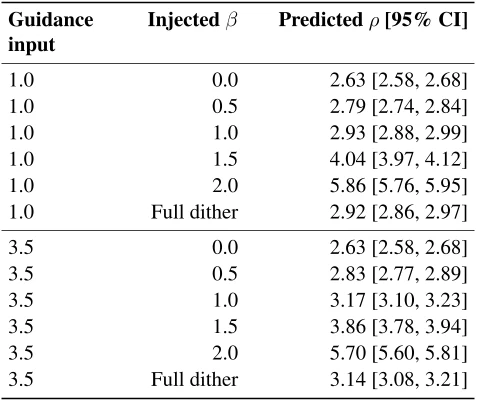 Guidance input Injected β Predicted ρ [95% CI]
1.0 0.0 2.63 [2.58, 2.68]
1.0 0.5 2.79 [2.74, 2.84]
1.0 1.0 2.93 [2.88, 2.99]
1.0 1.5 4.04 [3.97, 4.12]
1.0 2.0 5.86 [5.76, 5.95]
1.0 Full dither 2.92 [2.86, 2.97]
3.5 0.0 2.63 [2.58, 2.68]
3.5 0.5 2.83 [2.77, 2.89]
3.5 1.0 3.17 [3.10, 3.23]
3.5 1.5 3.86 [3.78, 3.94]
3.5 2.0 5.70 [5.60, 5.81]
3.5 Full dither 3.14 [3.08, 3.21]